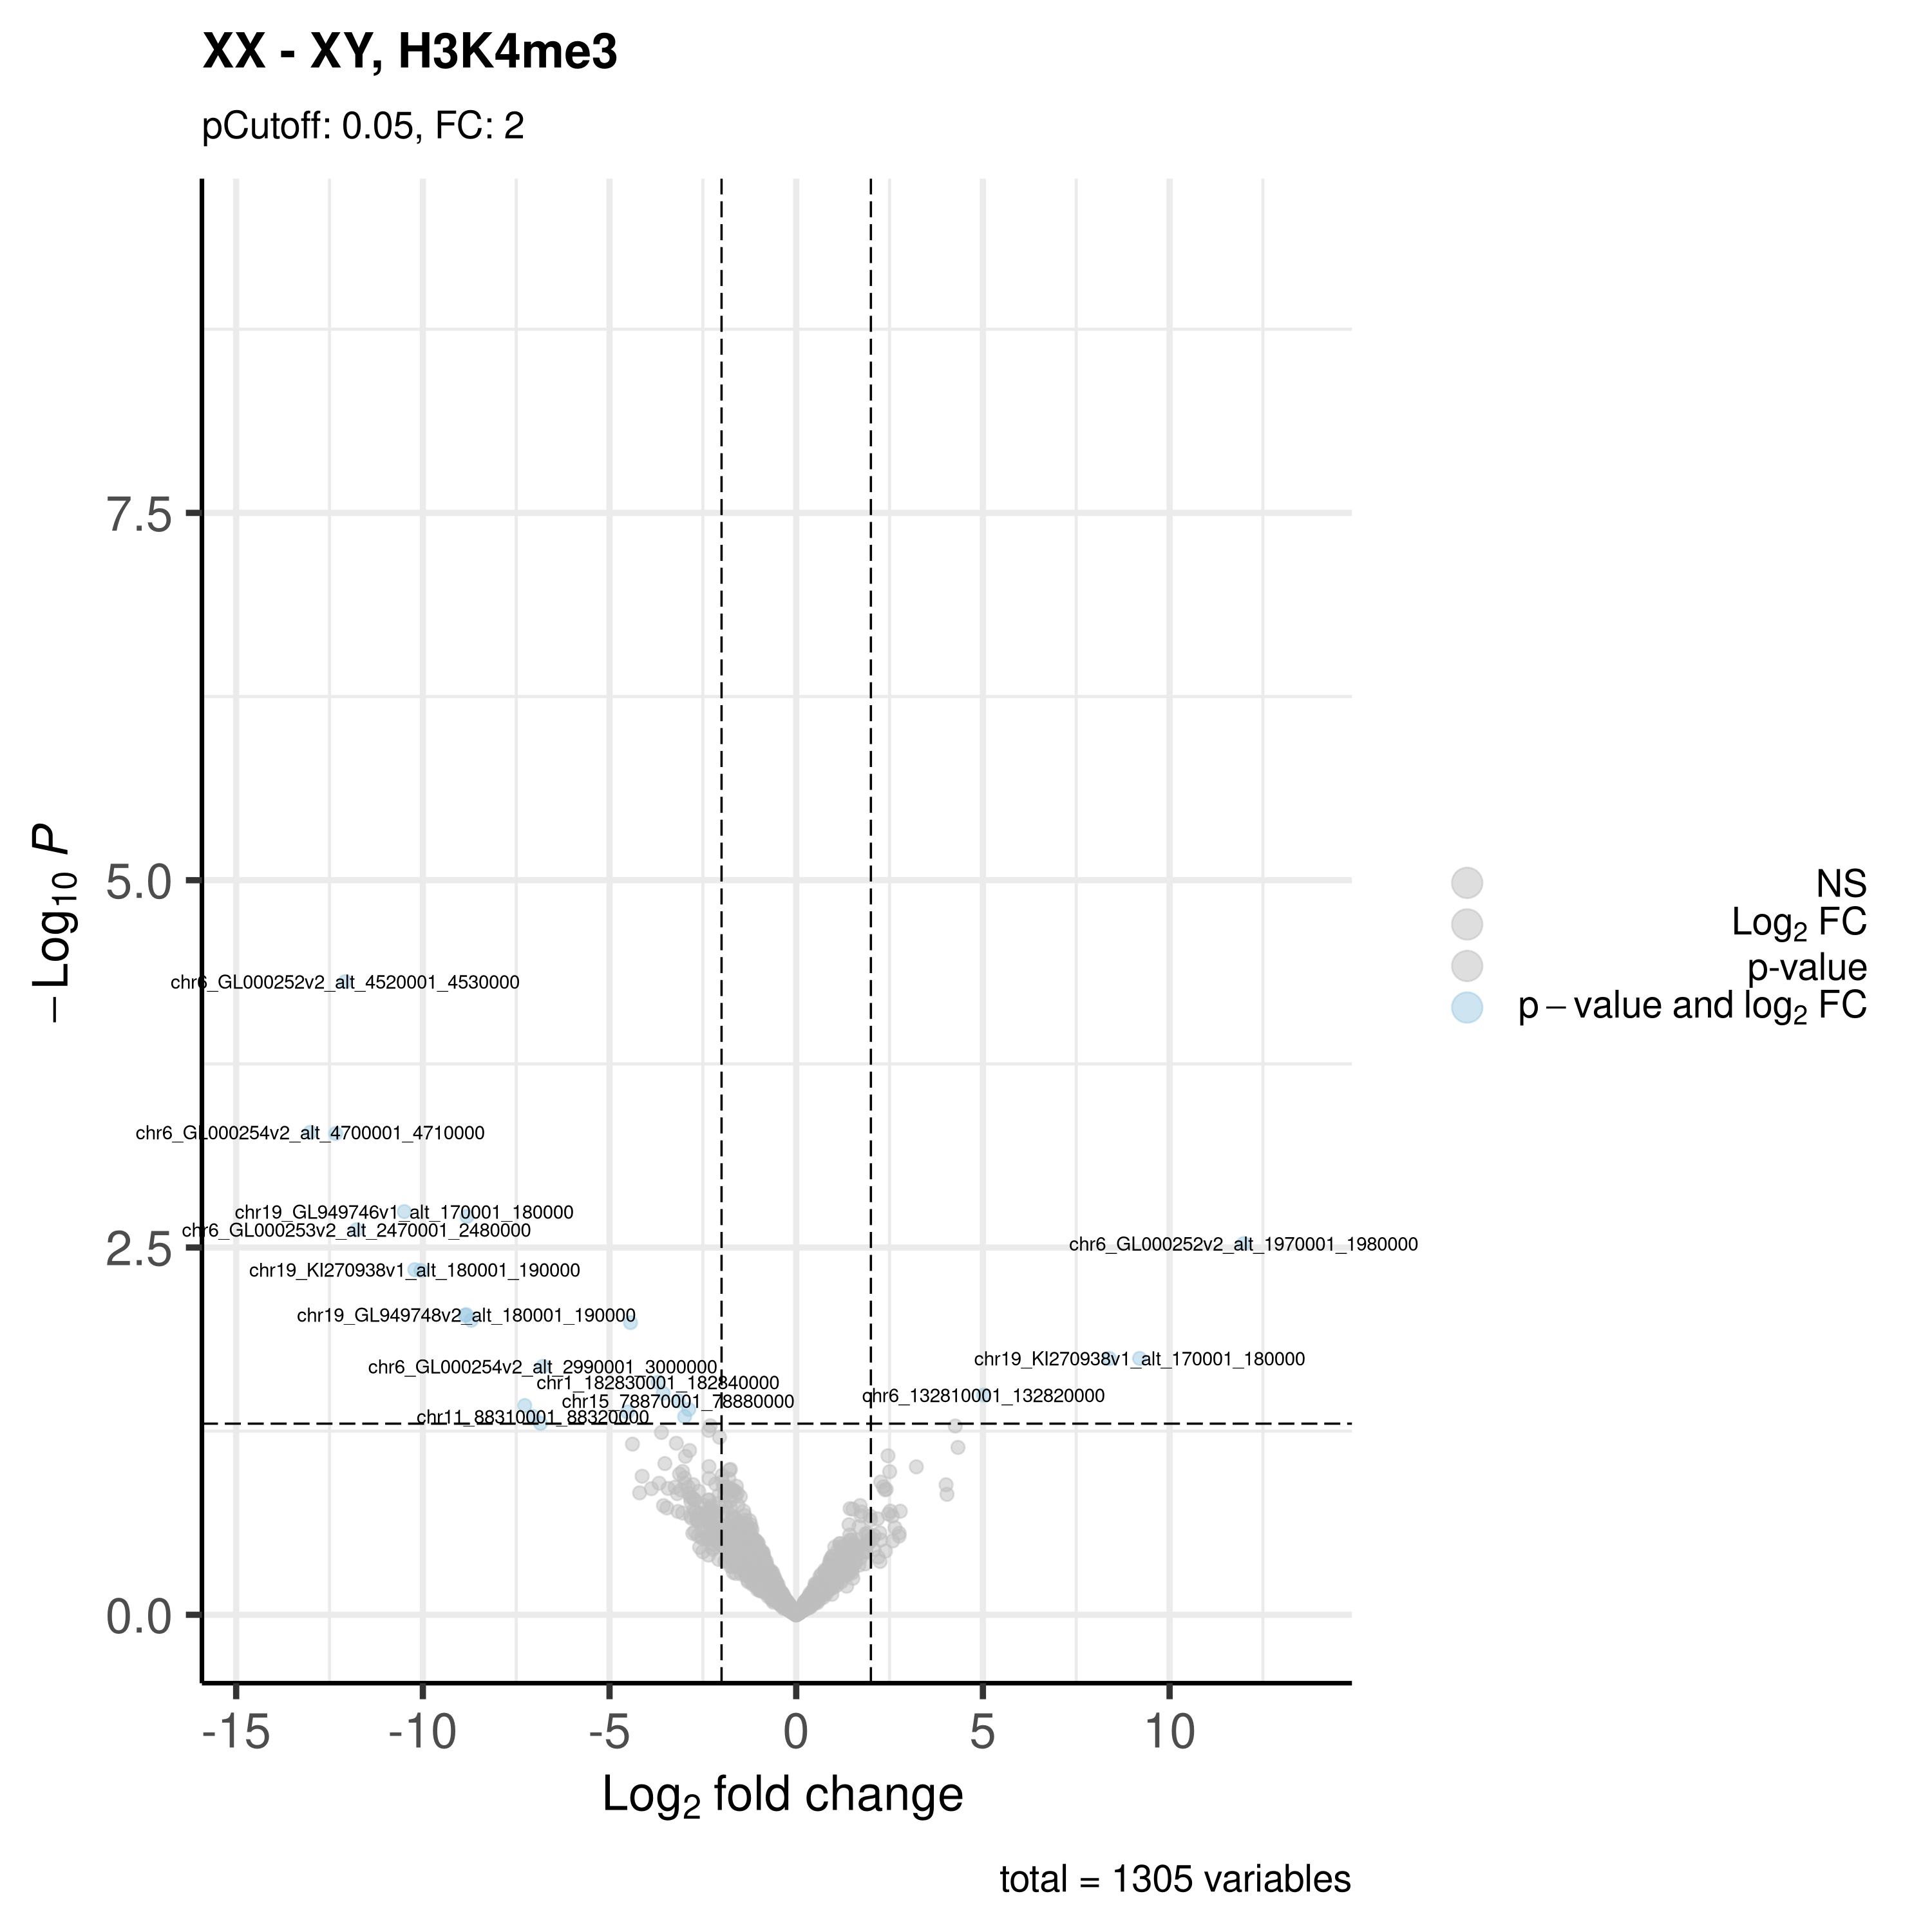 XX - XY, H3K4me3
pCutoff: 0.05, FC: 2
−Log10 P
7.5
5.0
2.5
0.0
chr6_GL000252v2_alt_4520001_4530000
chr6_GL000254v2_alt_4700001_4710000
chr19_GL949746v1_alt_170001_180000
chr6_GL000253v2_alt_2470001_2480000
chr6_GL000252v2_alt_1970001_1980000
chr19_KI270938v1_alt_180001_190000
chr19_GL949748v2_alt_180001_190000
chr19_KI270938v1_alt_170001_180000
chr6_GL000254v2_alt_2990001_3000000
chr1_182830001_182840000
chr6_132810001_132820000
chr15_78870001_78880000
chr11_88310001_88320000
-15 -10 -5 0 5 10
Log2 fold change
NS
Log2 FC
p-value
p − value and log2 FC
total = 1305 variables